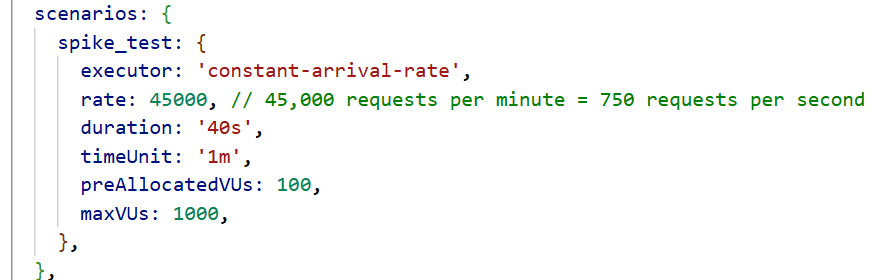 scenarios: {
spike_test: {
executor: 'constant-arrival-rate',
rate: 45000, // 45,000 requests per minute = 750 requests per second
duration: '40s',
timeUnit: '1m',
preAllocatedVUs: 100,
maxVUs: 1000,
},
},